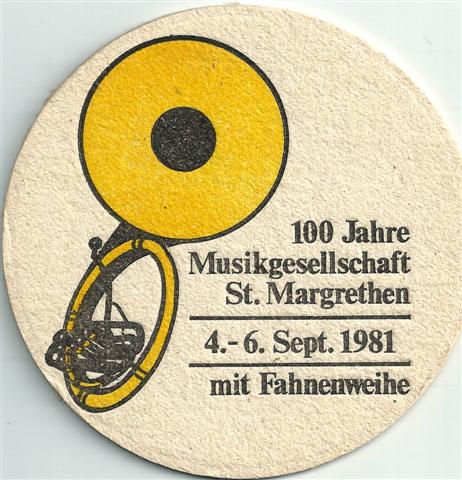 100 Jahre
Musikgesellschaft
St. Margrethen
4.- 6. Sept. 1981
mit Fahnenweihe